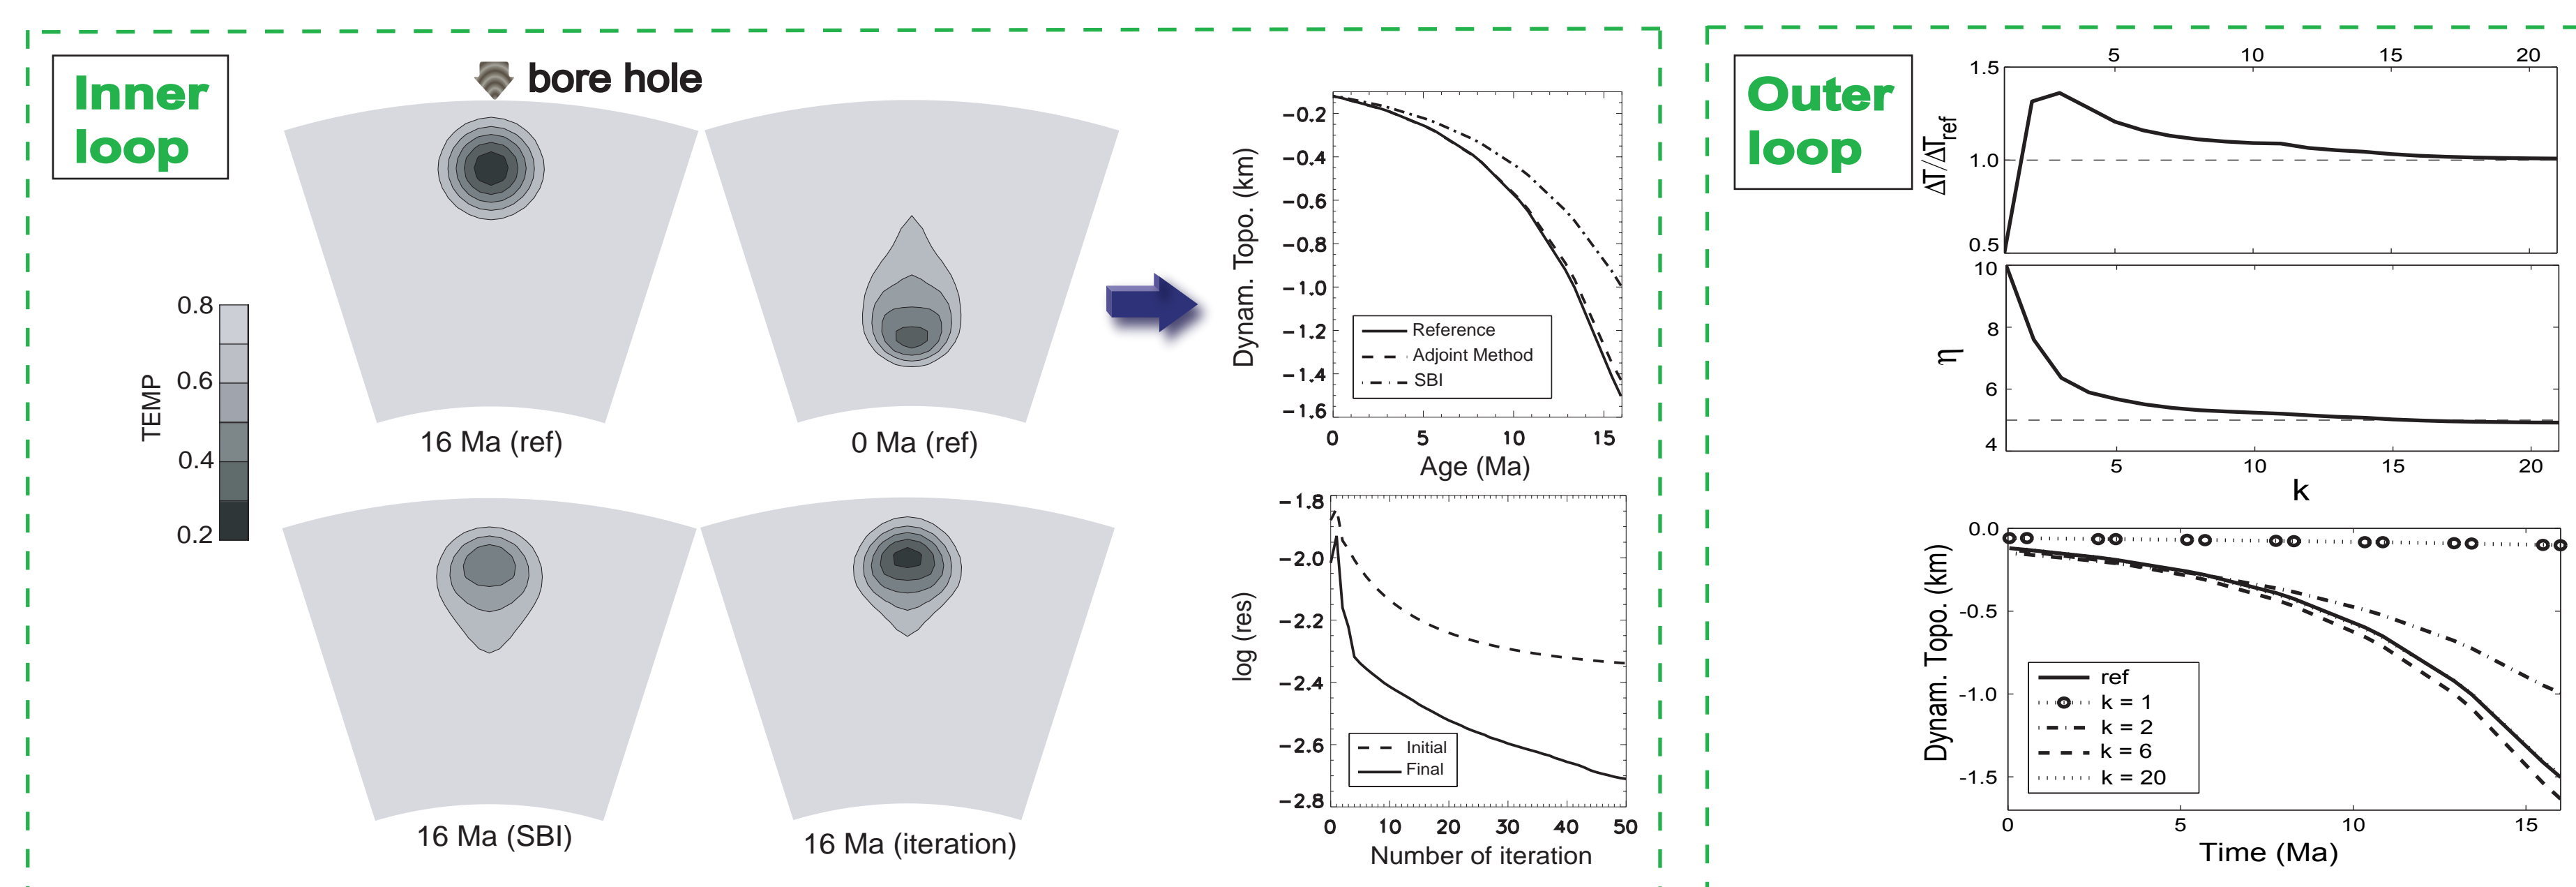 Inner
loop
bore hole
16 Ma (ref)
0 Ma (ref)
TEMP
0.8
0.6
0.4
0.2
16 Ma (SBI)
16 Ma (iteration)
Dynam. Topo. (km)
−0.2
−0.4
−0.6
−0.8
−1.0
−1.2
−1.4
−1.6
Reference
Adjoint Method
SBI
0 5 10 15
Age (Ma)
log (res)
−1.8
−2.0
−2.2
−2.4
−2.6
−2.8
Initial
Final
0 10 20 30 40 50
Number of iteration
Outer
loop
5 10 15 20
ΔT/ΔTref
1.5
1.0
0.5
η
10
8
6
4
5 10 15 20
k
Dynam. Topo. (km)
0.0
-0.5
-1.0
-1.5
ref
k = 1
k = 2
k = 6
k = 20
0 5 10 15
Time (Ma)